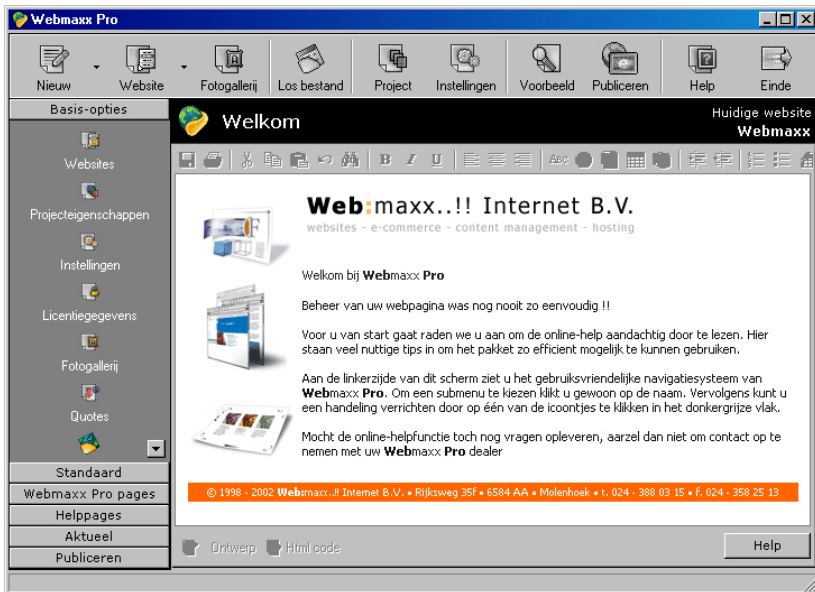 Webmaxx Pro
Nieuw Website Fotogallerij Los bestand Project Instellingen Voorbeeld Publiceren Help Einde
Basis-opties
Websites
Projecteigenschappen
Instellingen
Licentiegegevens
Fotogallerij
Quotes
Standaard
Webmaxx Pro pages
Helppages
Aktueel
Publiceren
Welkom
Huidige website
Webmaxx
B I U ABC
Web:maxx..!! Internet B.V.
websites - e-commerce - content management - hosting
Welkom bij Webmaxx Pro
Beheer van uw webpagina was nog nooit zo eenvoudig !!
Voor u van start gaat raden we u aan om de online-help aandachtig door te lezen. Hier
staan veel nuttige tips in om het pakket zo efficient mogelijk te kunnen gebruiken.
Aan de linkerzijde van dit scherm ziet u het gebruiksvriendelijke navigatiesysteem van
Webmaxx Pro. Om een submenu te kiezen klikt u gewoon op de naam. Vervolgens kunt u
een handeling verrichten door op één van de icoontjes te klikken in het donkergrijze vlak.
Mocht de online-helpfunctie toch nog vragen opleveren, aarzel dan niet om contact op te
nemen met uw Webmaxx Pro dealer
© 1998 - 2002 Web:maxx..!! Internet B.V. • Rijksweg 35f • 6584 AA • Molenhoek • t. 024 - 388 03 15 • f. 024 - 358 25 13
Ontwerp Html code
Help